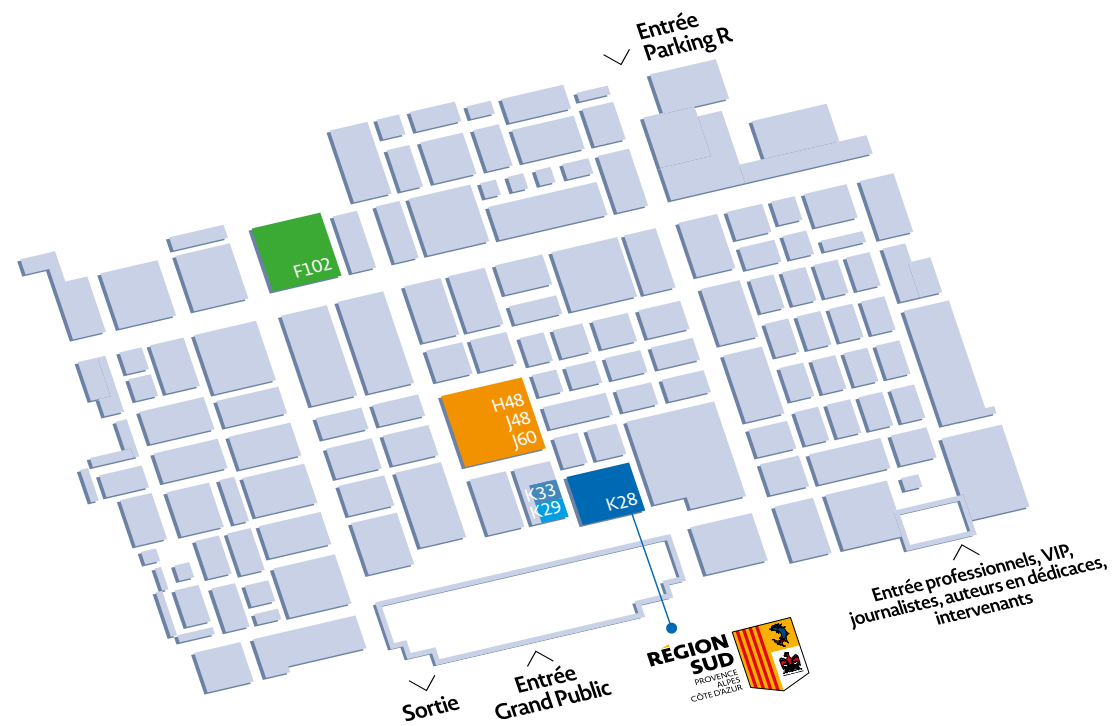 Entrée
Parking R
F102
H48
J48
J60
K33
K29
K28
Entrée professionnels, VIP,
journalistes, auteurs en dédicaces,
intervenants
RÉGION
SUD
PROVENCE
ALPES
CÔTE D'AZUR
Entrée
Grand Public
Sortie